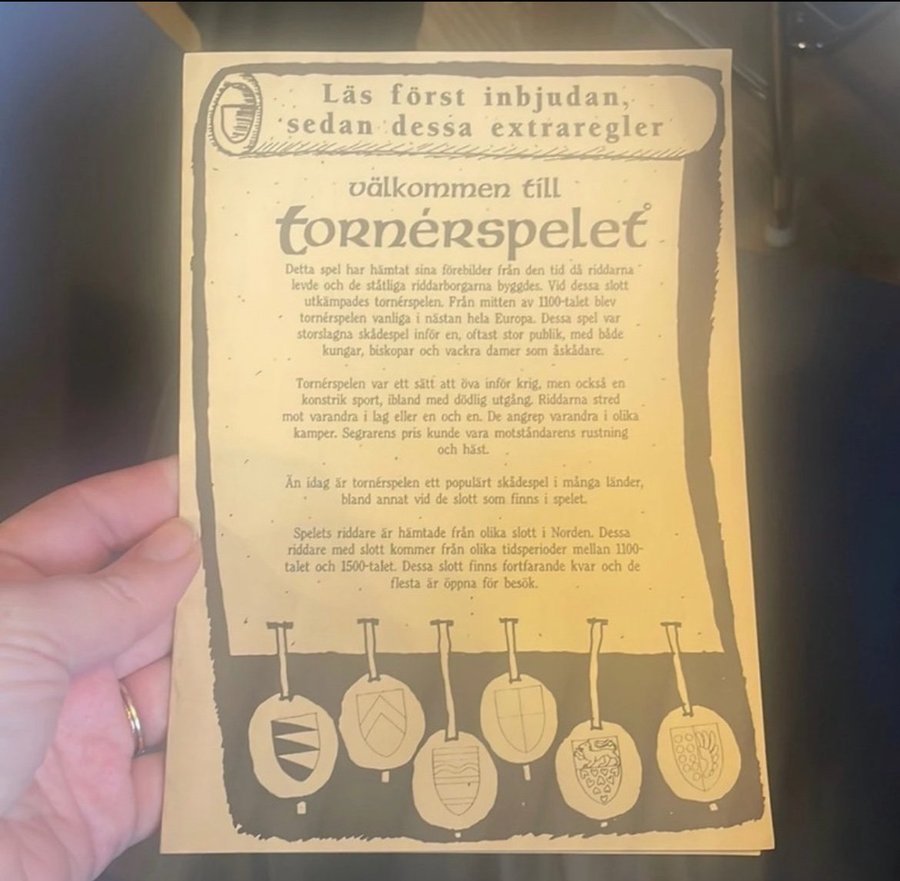 Läs först inbjudan,
sedan dessa extraregler
välkommen till
tornérspelet
Detta spel har hämtat sina förebilder från den tid då riddarna
levde och de ståtliga riddarborgarna byggdes. Vid dessa slott
utkämpades tornérspelen. Från mitten av 1100-talet blev
tornérspelen vanliga i nästan hela Europa. Dessa spel var
storslagna skådespel inför en, oftast stor publik, med både
kungar, biskopar och vackra damer som åskådare.
Tornérspelen var ett sätt att öva inför krig, men också en
konstrik sport, ibland med dödlig utgång. Riddarna stred
mot varandra i lag eller en och en. De angrep varandra i olika
kamper. Segrarens pris kunde vara motståndarens rustning
och häst.
Än idag är tornérspelen ett populärt skådespel i många länder,
bland annat vid de slott som finns i spelet.
Spelets riddare är hämtade från olika slott i Norden. Dessa
riddare med slott kommer från olika tidsperioder mellan 1100-
talet och 1500-talet. Dessa slott finns fortfarande kvar och de
flesta är öppna för besök.